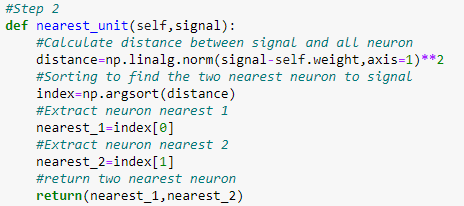 #Step 2
def nearest_unit(self,signal):
    #Calculate distance between signal and all neuron
    distance=np.linalg.norm(signal-self.weight,axis=1)**2
    #Sorting to find the two nearest neuron to signal
    index=np.argsort(distance)
    #Extract neuron nearest 1
    nearest_1=index[0]
    #Extract neuron nearest 2
    nearest_2=index[1]
    #return two nearest neuron
    return(nearest_1,nearest_2)